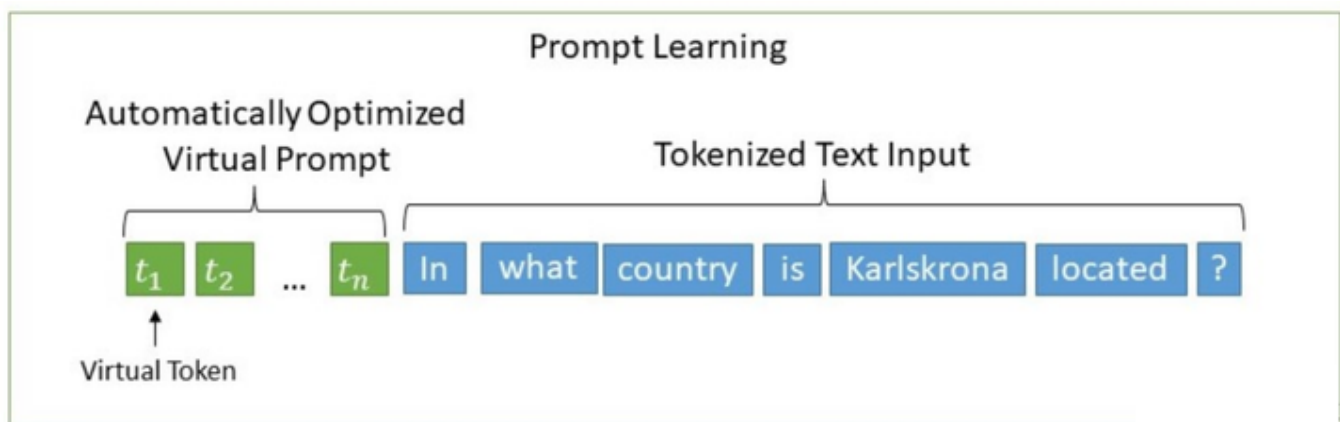 Prompt Learning
Automatically Optimized
Virtual Prompt
Tokenized Text Input
t₁ t₂ ... tₙ In what country is Karlskrona located ?
Virtual Token